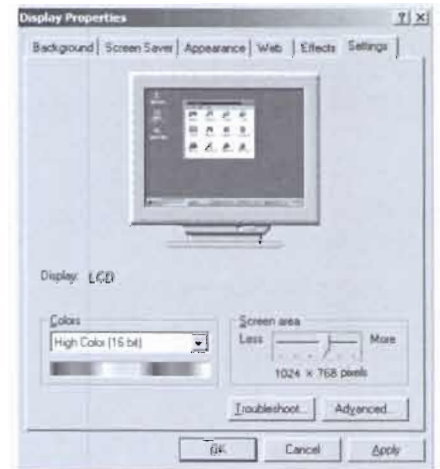 Display Properties ? X
Background Screen Saver Appearance Web Effects Settings
Display: LCD
Colors
High Color (16 bit)
Screen area
Less More
1024 x 768 pixels
Troubleshoot... Advanced...
OK Cancel Apply